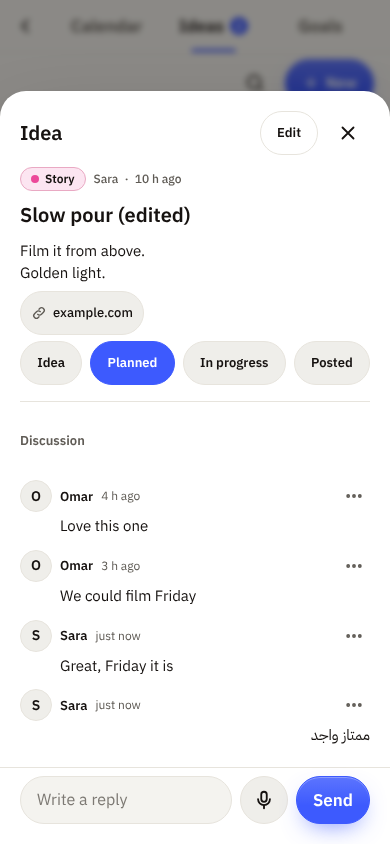 Calendar
Ideas
Goals
New
Idea
Edit
Story
Sara · 10 h ago
Slow pour (edited)
Film it from above.
Golden light.
example.com
Idea
Planned
In progress
Posted
Discussion
O
Omar 4 h ago
Love this one
O
Omar 3 h ago
We could film Friday
S
Sara just now
Great, Friday it is
S
Sara just now
ممتاز واجد
Write a reply
Send